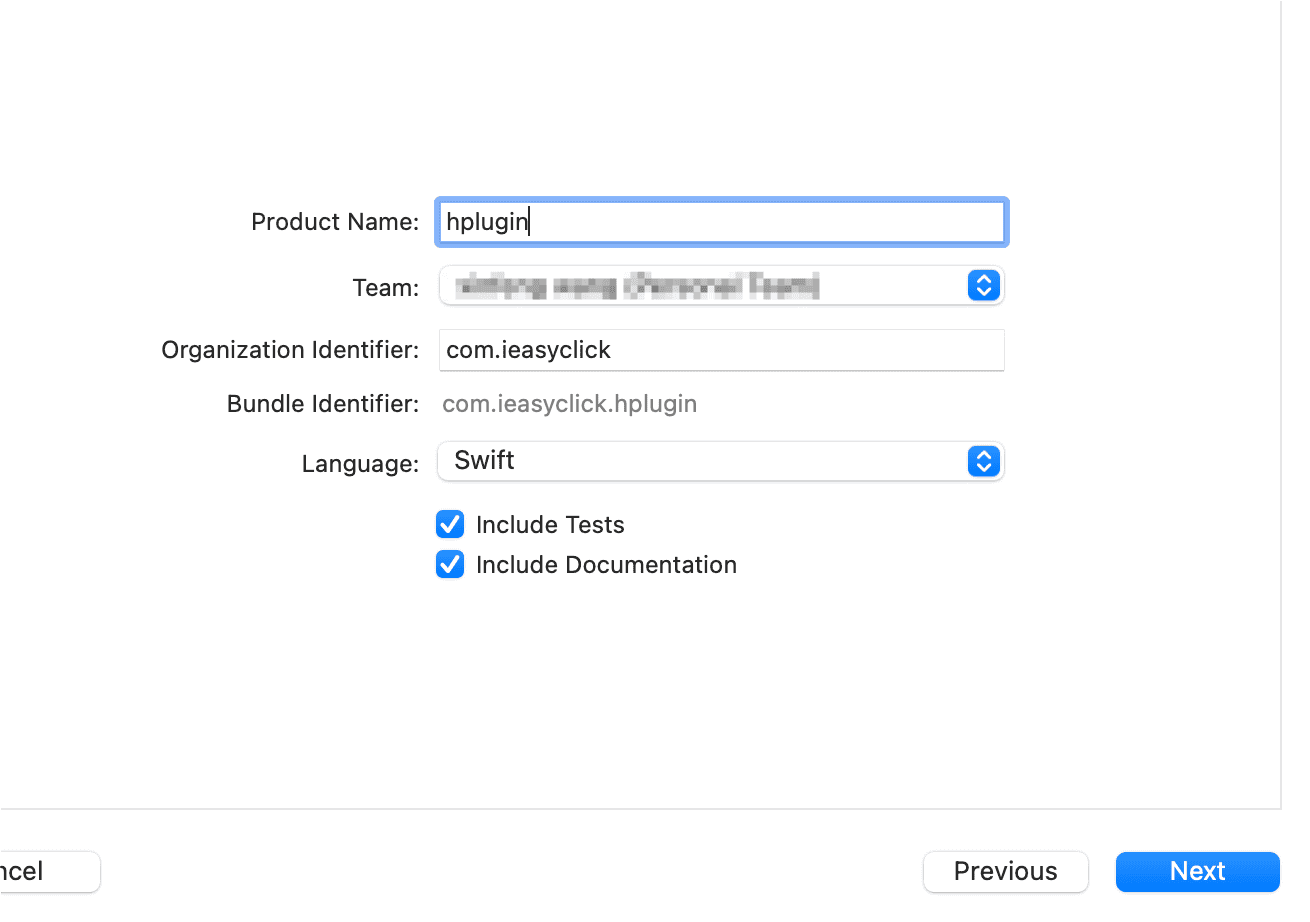 Product Name: hplugin
Team:
Organization Identifier: com.ieasyclick
Bundle Identifier: com.ieasyclick.hplugin
Language: Swift
Include Tests
Include Documentation
ncel Previous Next